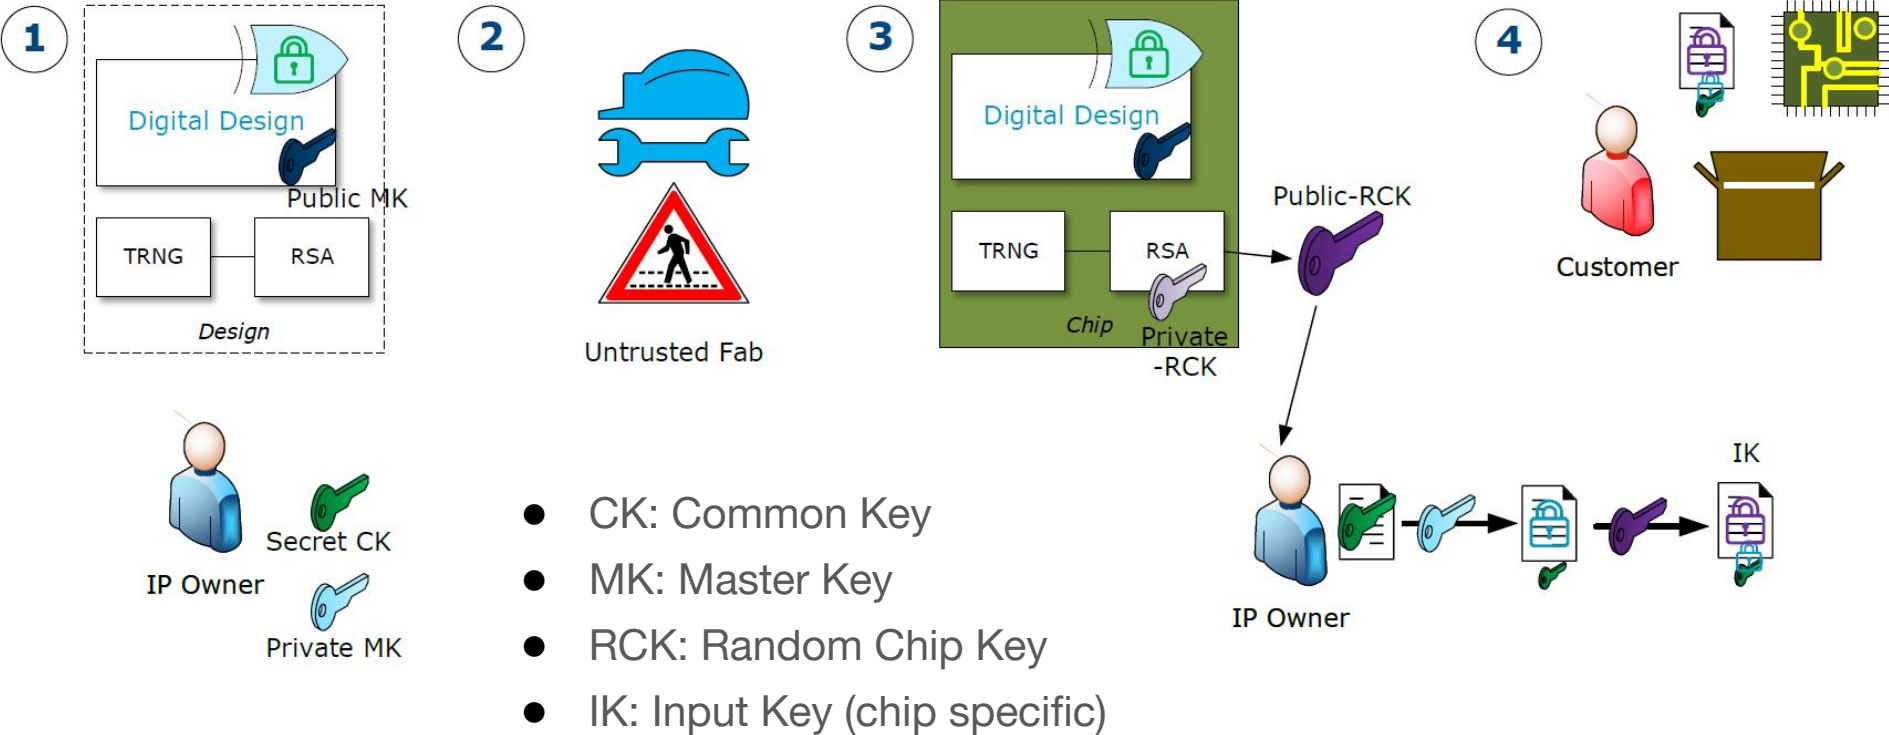 1
Digital Design
Public MK
TRNG
RSA
Design
IP Owner
Secret CK
Private MK
2
Untrusted Fab
3
Digital Design
TRNG
RSA
Chip
Private
-RCK
Public-RCK
IP Owner
IK
4
Customer
● CK: Common Key
● MK: Master Key
● RCK: Random Chip Key
● IK: Input Key (chip specific)